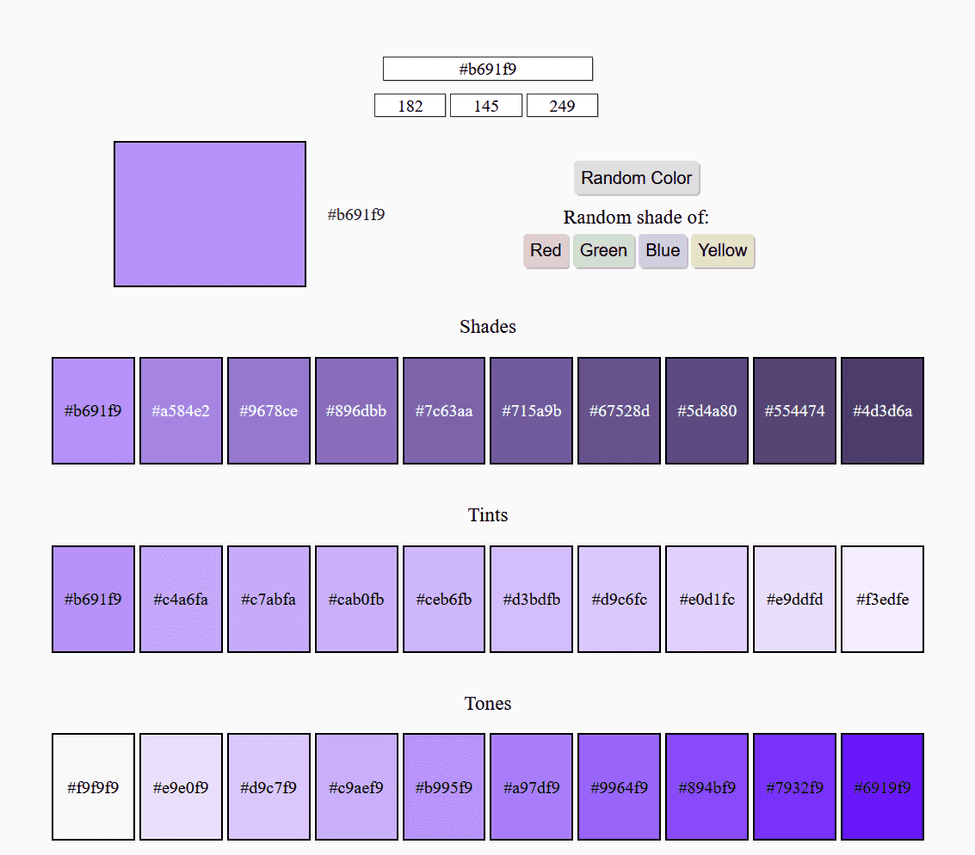 #b691f9
182 145 249
Random Color
#b691f9
Random shade of:
Red Green Blue Yellow
Shades
#b691f9 #a584e2 #9678ce #896dbb #7c63aa #715a9b #67528d #5d4a80 #554474 #4d3d6a
Tints
#b691f9 #c4a6fa #c7abfa #cab0fb #ceb6fb #d3bdfb #d9c6fc #e0d1fc #e9ddfd #f3edfe
Tones
#f9f9f9 #e9e0f9 #d9c7f9 #c9aef9 #b995f9 #a97df9 #9964f9 #894bf9 #7932f9 #6919f9